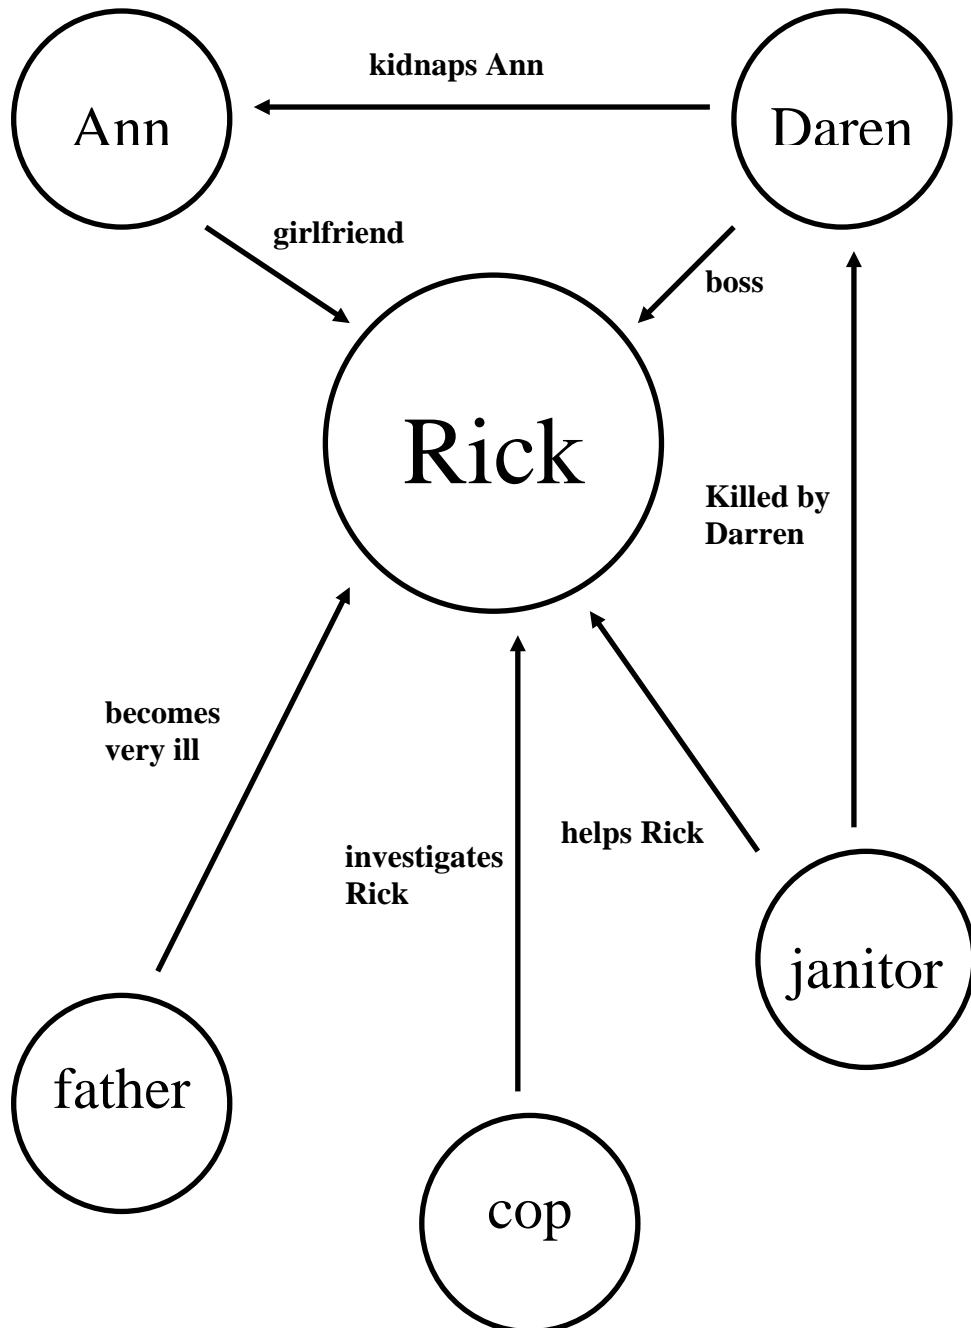 kidnaps Ann
Ann
Daren
girlfriend
boss
Rick
Killed by
Darren
becomes
very ill
helps Rick
investigates
Rick
janitor
father
cop